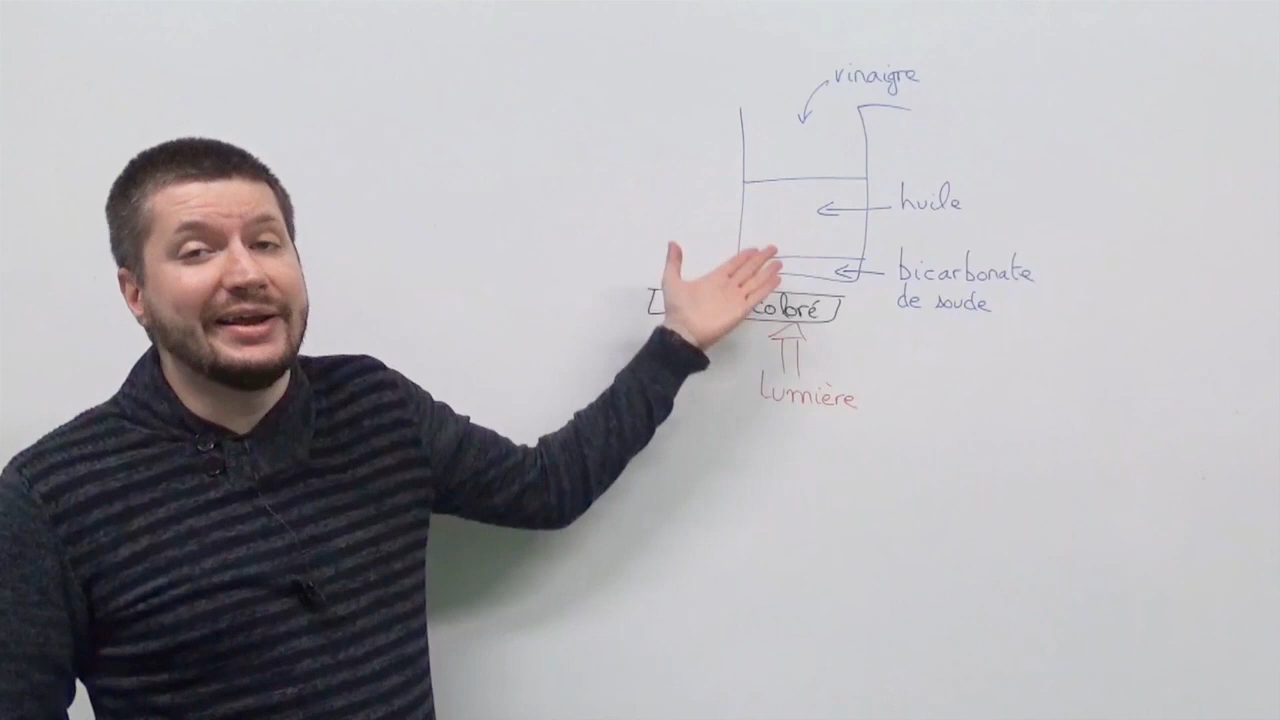 vinaigre
huile
bicarbonate
de soude
coloré
lumière